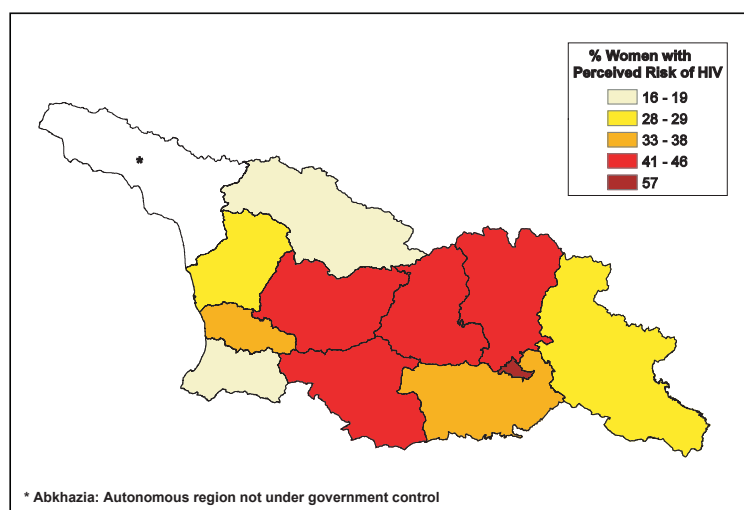 % Women with
Perceived Risk of HIV
16 - 19
28 - 29
33 - 38
41 - 46
57
*
* Abkhazia: Autonomous region not under government control